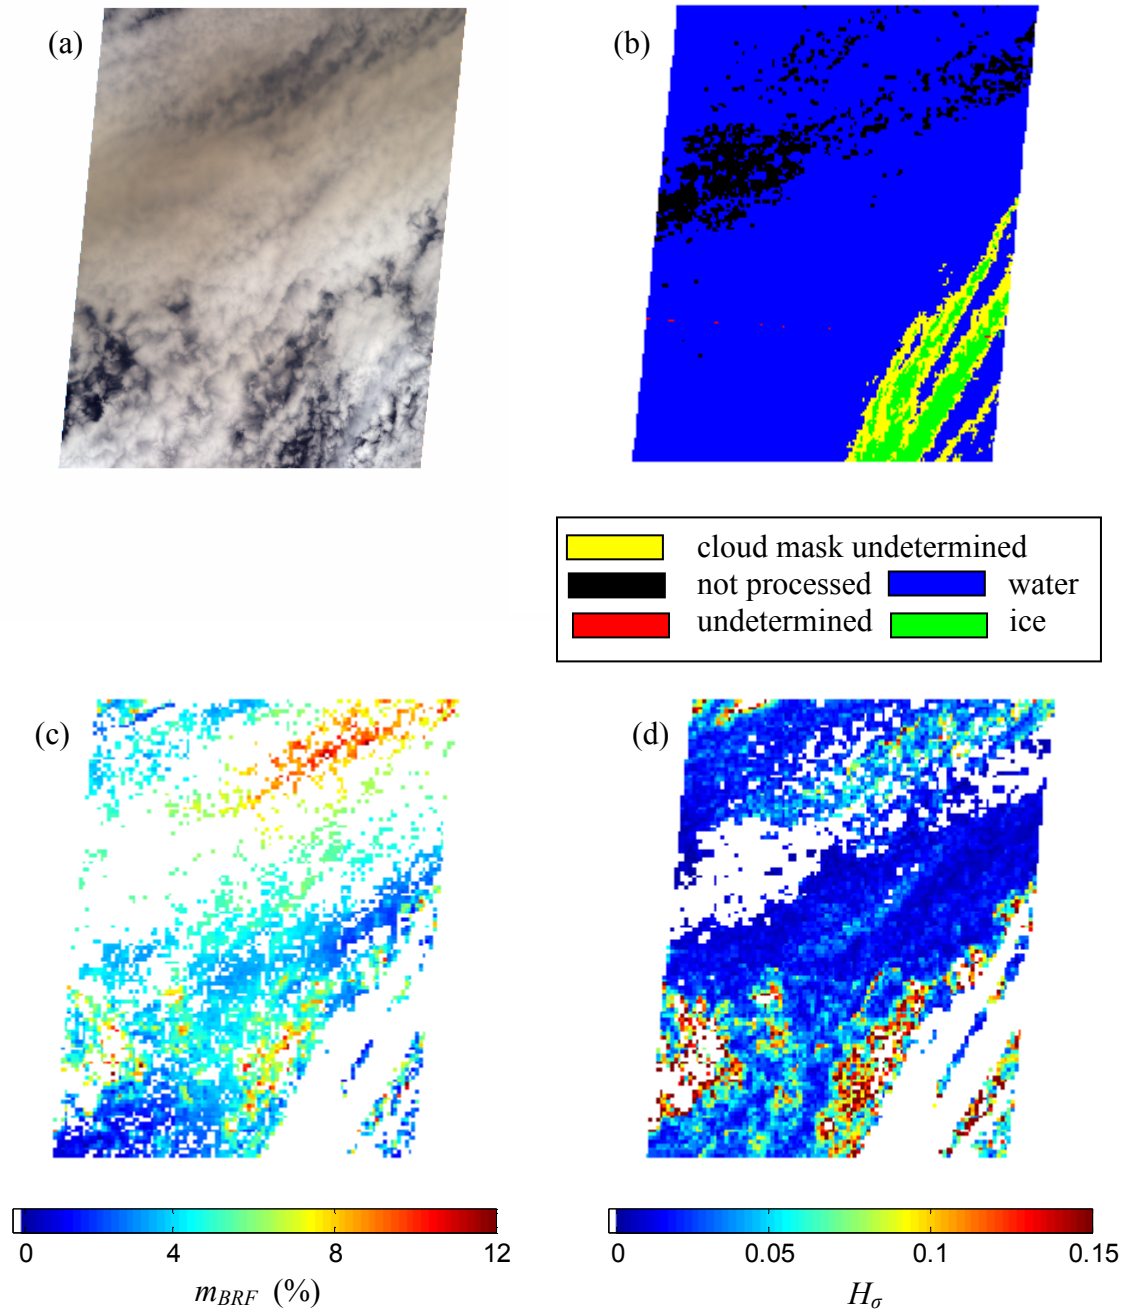 (a)
(b)
cloud mask undetermined
not processed
water
undetermined
ice
(c)
(d)
0 4 8 12
m_BRF (%)
0 0.05 0.1 0.15
H_σ